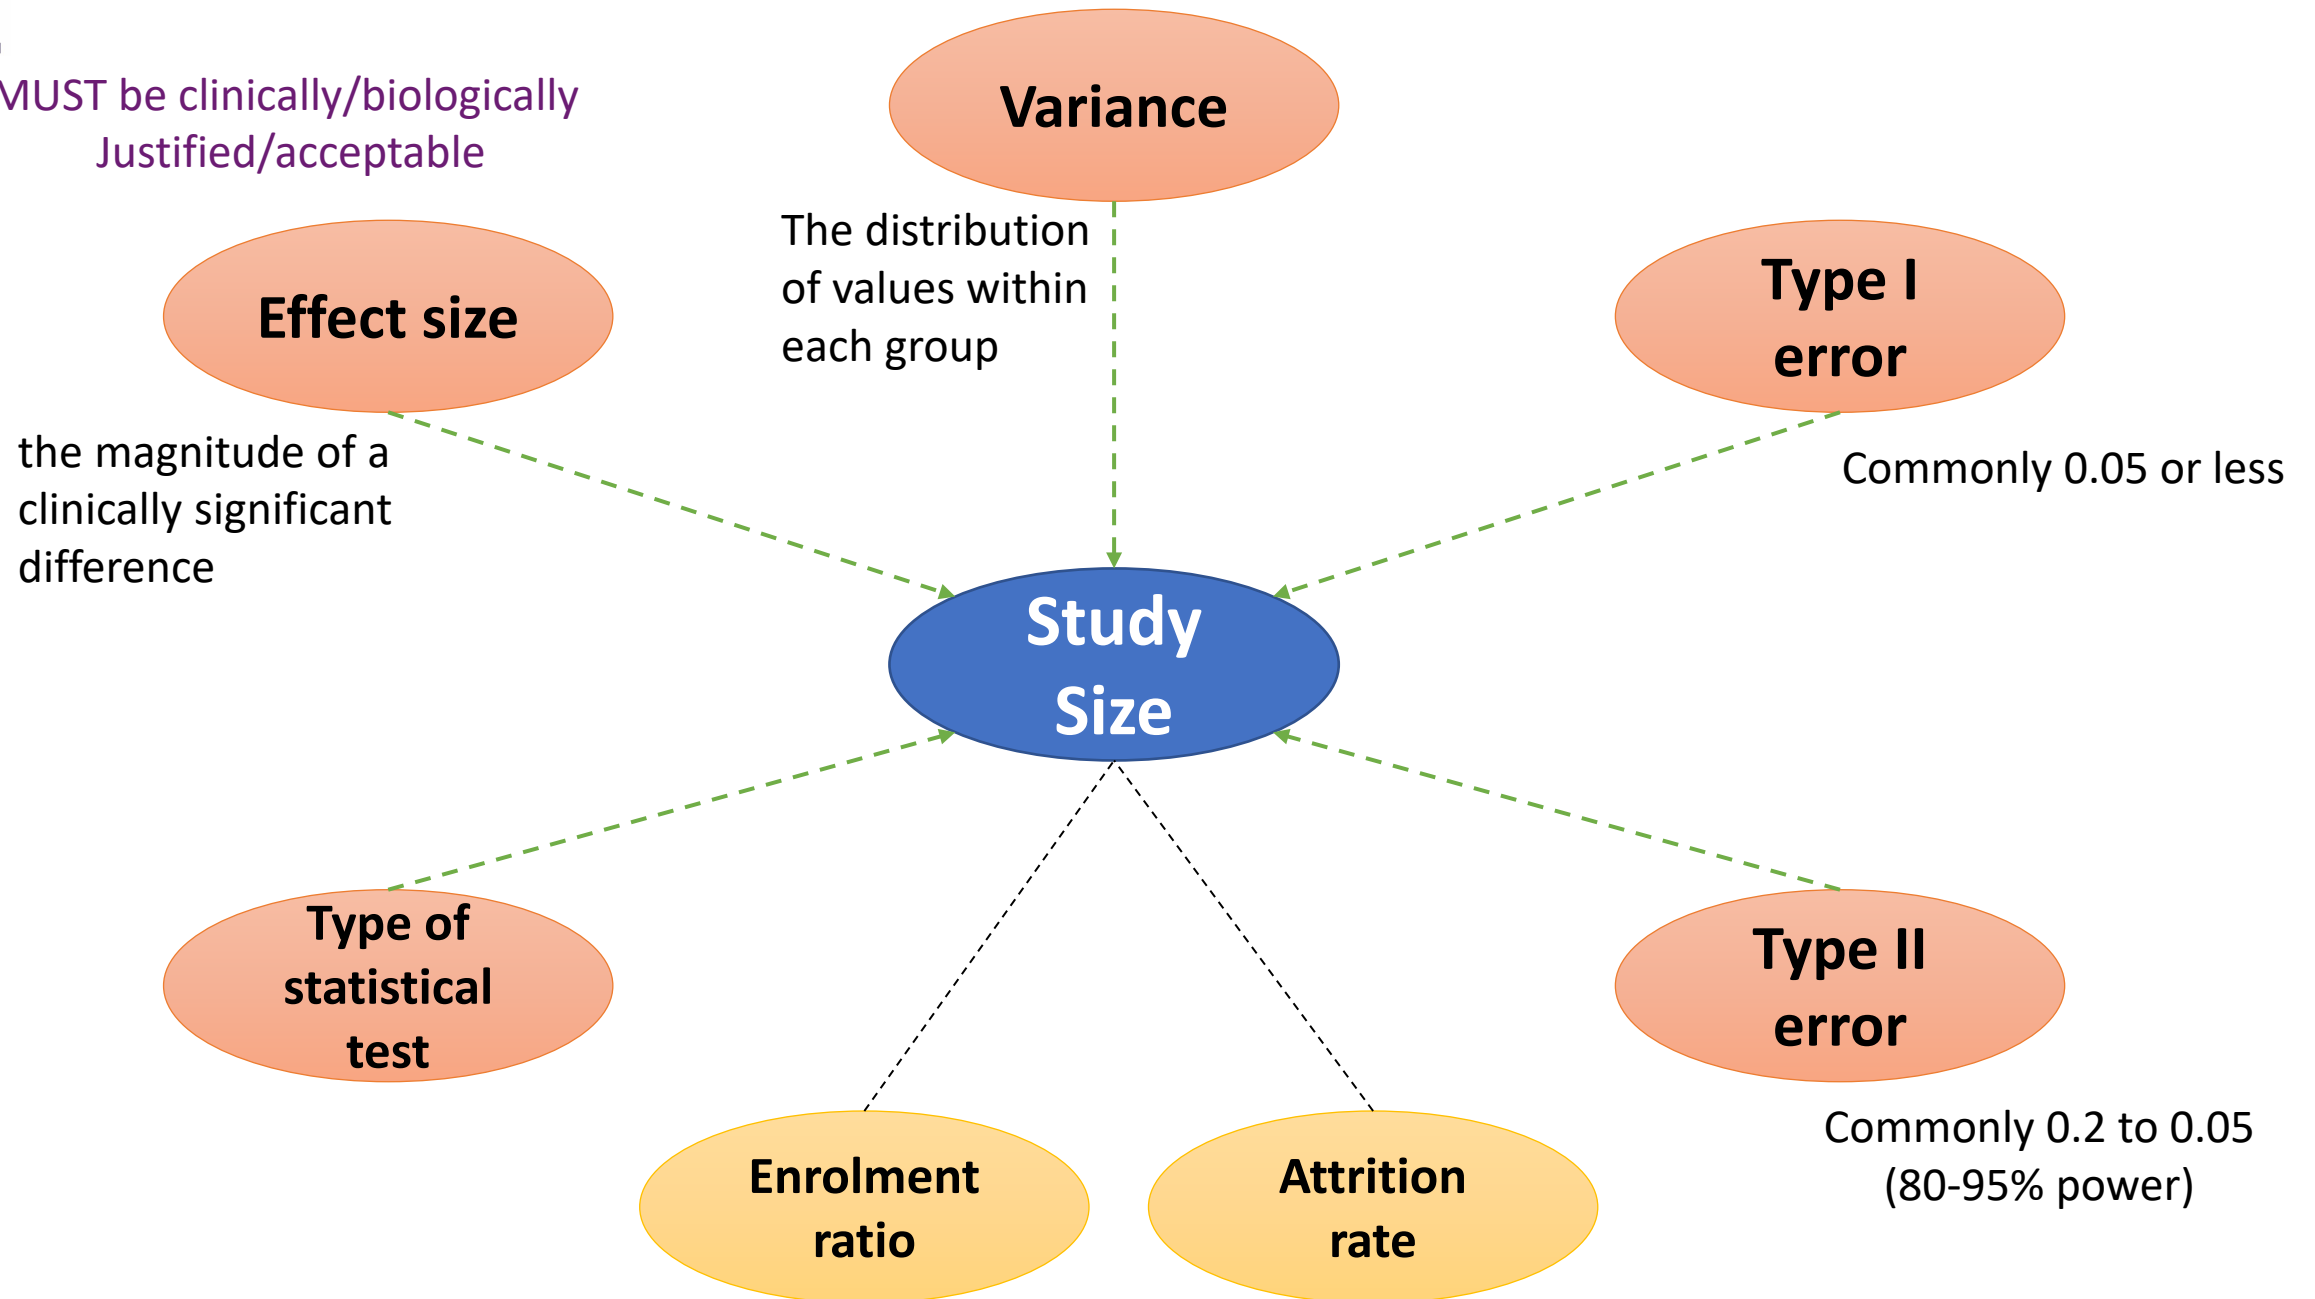 MUST be clinically/biologically
Justified/acceptable
Variance
The distribution
of values within
each group
Effect size
the magnitude of a
clinically significant
difference
Type I
error
Commonly 0.05 or less
Study
Size
Type of
statistical
test
Type II
error
Commonly 0.2 to 0.05
(80-95% power)
Enrolment
ratio
Attrition
rate